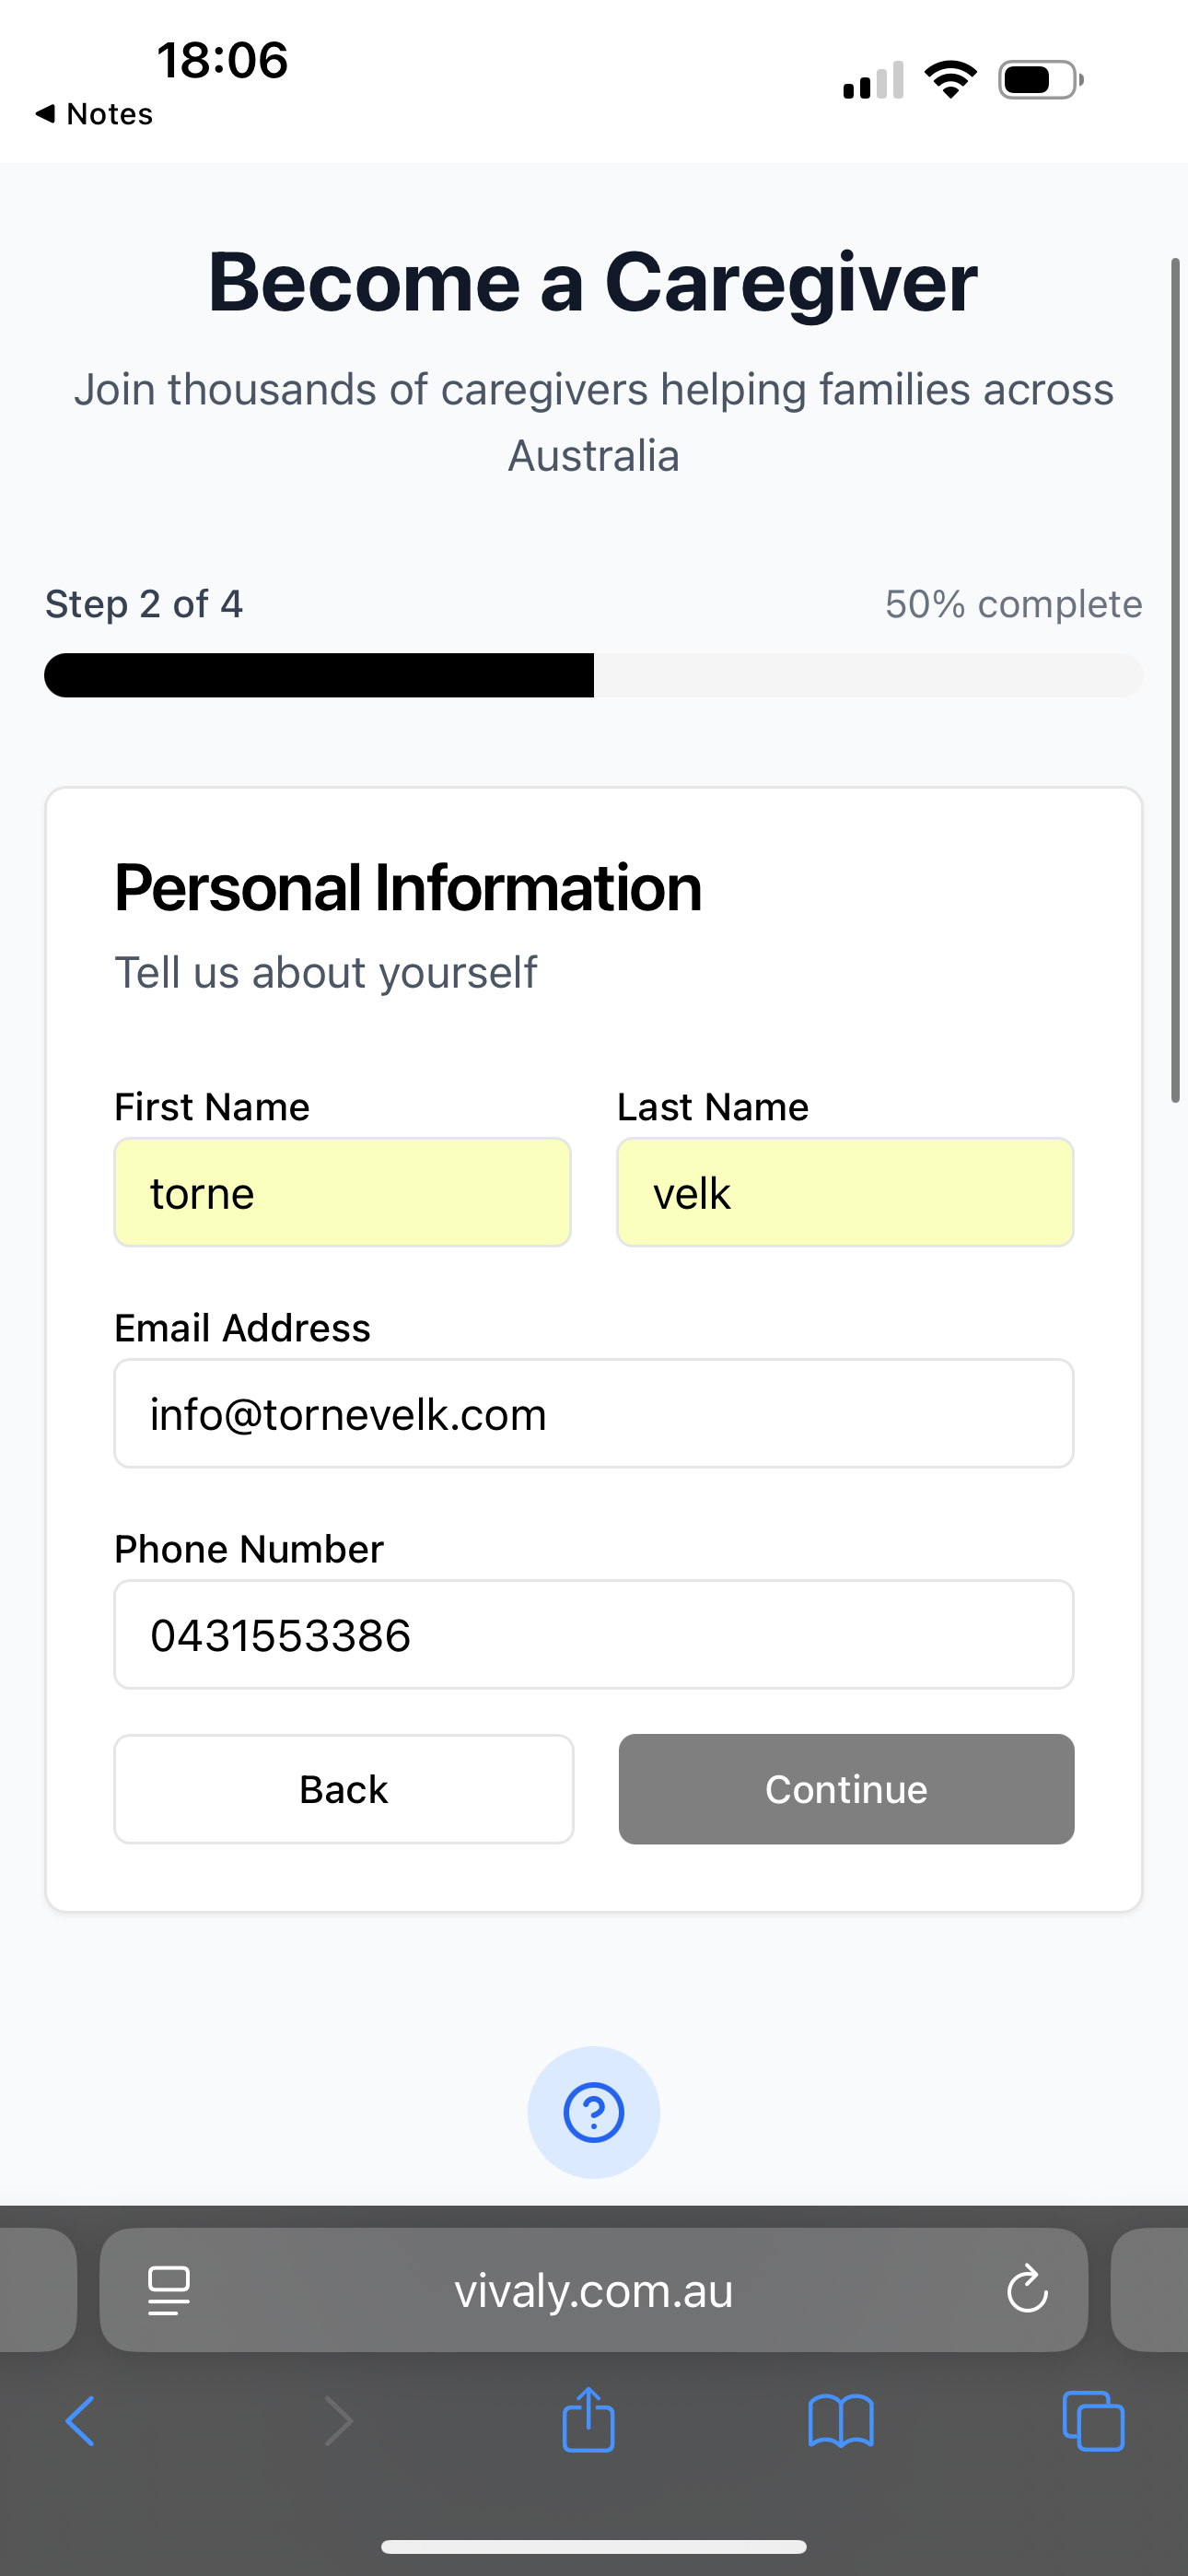 18:06
◀ Notes
Become a Caregiver
Join thousands of caregivers helping families across
Australia
Step 2 of 4
50% complete
Personal Information
Tell us about yourself
First Name
Last Name
torne
velk
Email Address
info@tornevelk.com
Phone Number
0431553386
Back
Continue
?
vivaly.com.au